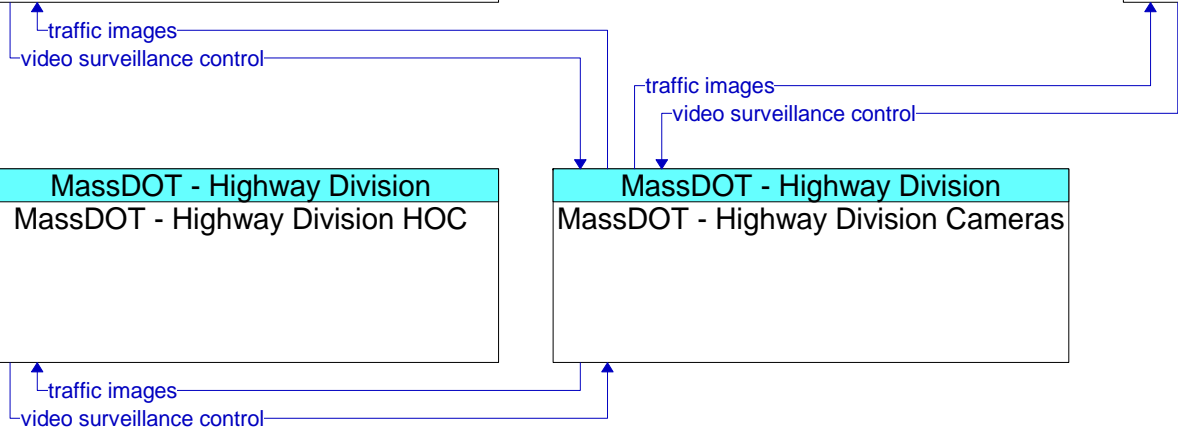 traffic images
video surveillance control
traffic images
video surveillance control
MassDOT - Highway Division
MassDOT - Highway Division HOC
MassDOT - Highway Division
MassDOT - Highway Division Cameras
traffic images
video surveillance control